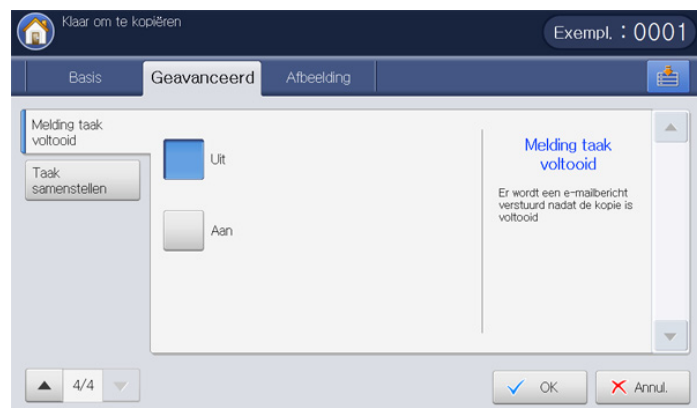 Klaar om te kopiëren
Exempl. : 0001
Basis
Geavanceerd
Afbeelding
Melding taak
voltooid
Taak
samenstellen
Uit
Aan
Melding taak
voltooid
Er wordt een e-mailbericht
verstuurd nadat de kopie is
voltooid
4/4
OK
Annul.